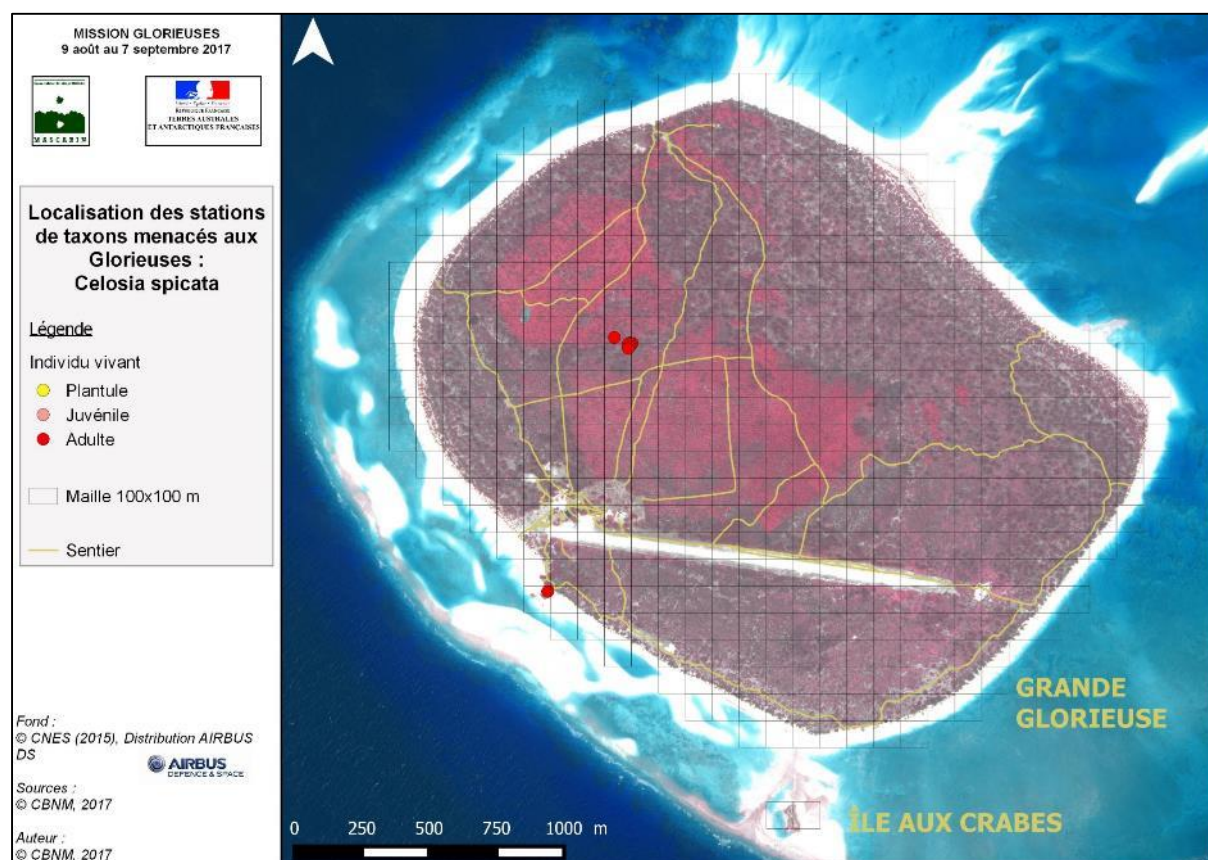 MISSION GLORIEUSES
9 août au 7 septembre 2017
MASCARIN
RÉPUBLIQUE FRANÇAISE
TERRES AUSTRALES
ET ANTARCTIQUES FRANÇAISES
Localisation des stations
de taxons menacés aux
Glorieuses :
Celosia spicata
Légende
Individu vivant
Plantule
Juvénile
Adulte
Maille 100x100 m
Sentier
Fond :
© CNES (2015), Distribution AIRBUS
DS
AIRBUS
DEFENCE & SPACE
Sources :
© CBNM, 2017
Auteur :
© CBNM, 2017
GRANDE
GLORIEUSE
ÎLE AUX CRABES
0 250 500 750 1000 m